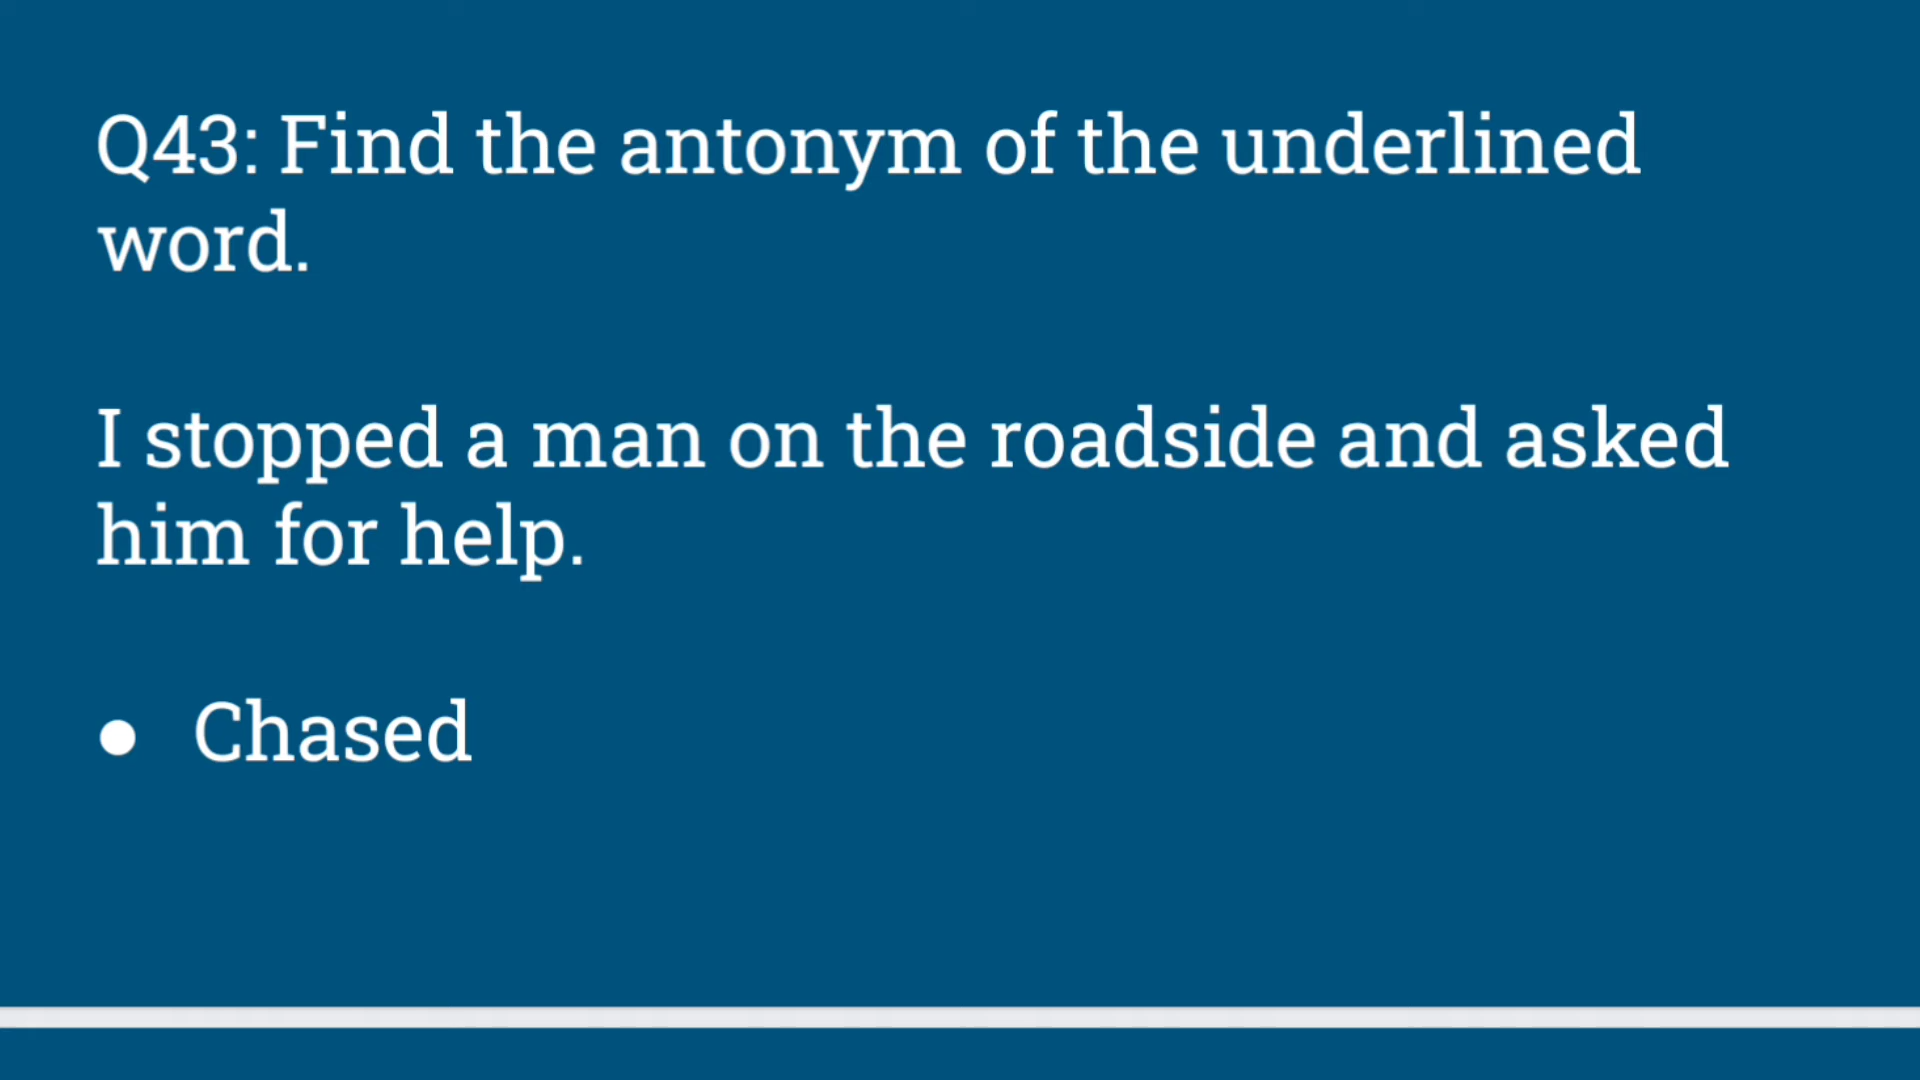 Q43: Find the antonym of the underlined
word.
I stopped a man on the roadside and asked
him for help.
● Chased